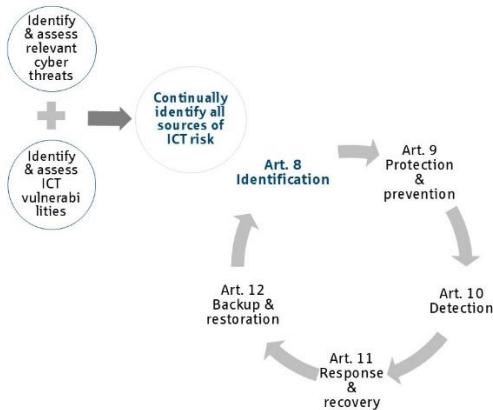 Identify
& assess
relevant
cyber
threats
Identify
& assess
ICT
vulnerabi
lities
Continually
identify all
sources of
ICT risk
Art. 8
Identification
Art. 9
Protection
&
prevention
Art. 10
Detection
Art. 11
Response
&
recovery
Art. 12
Backup &
restoration